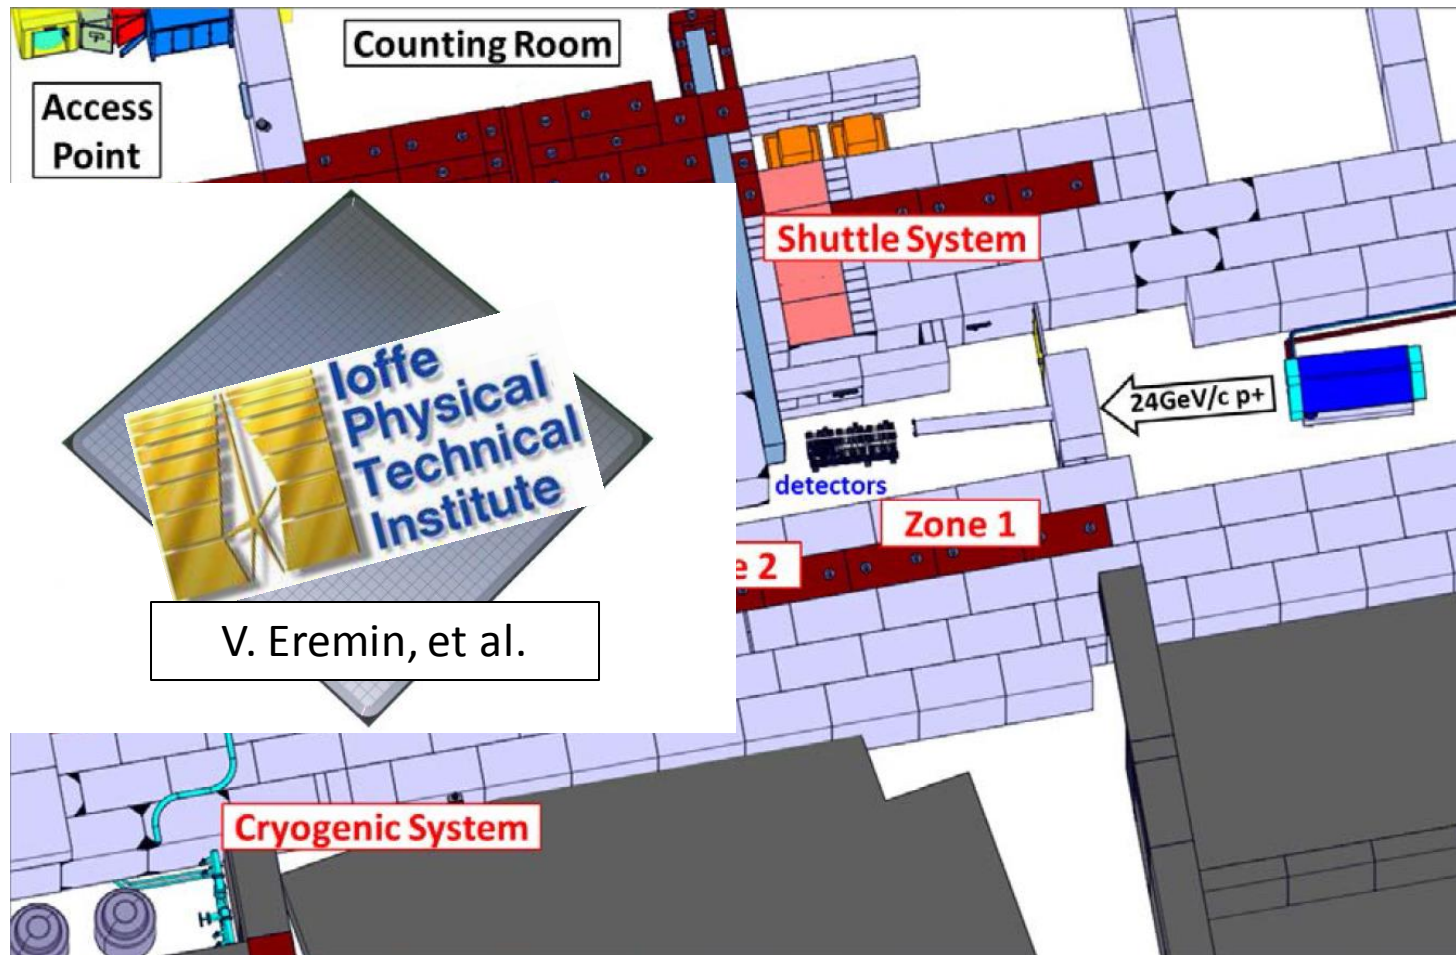 Counting Room
Access
Point
Shuttle System
Ioffe
Physical
Technical
Institute
24GeV/c p+
detectors
Zone 1
e 2
V. Eremin, et al.
Cryogenic System